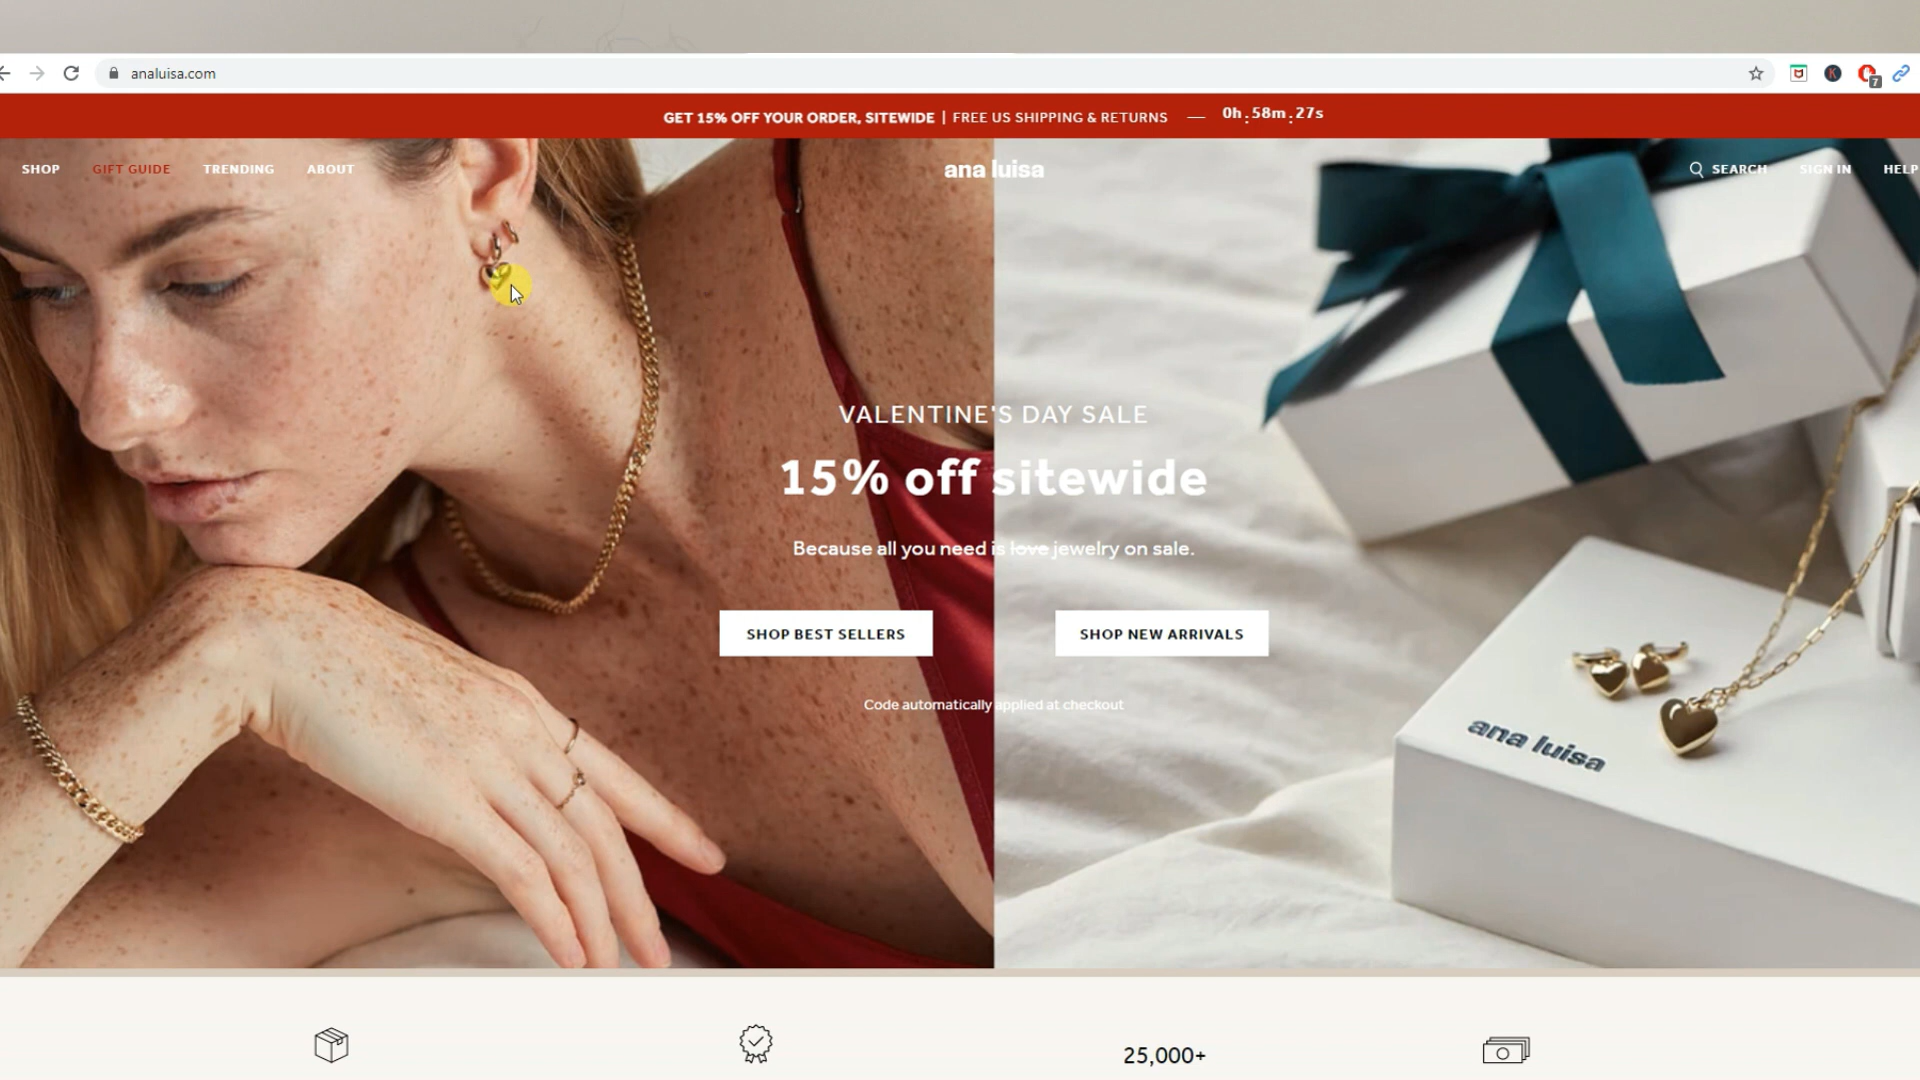 analuisa.com
7
GET 15% OFF YOUR ORDER, SITEWIDE | FREE US SHIPPING & RETURNS — 0h : 58m : 27s
SHOP GIFT GUIDE TRENDING ABOUT ana luisa SEARCH SIGN IN HELP
VALENTINE'S DAY SALE
15% off sitewide
Because all you need is love jewelry on sale.
SHOP BEST SELLERS SHOP NEW ARRIVALS
Code automatically applied at checkout
ana luisa
25,000+